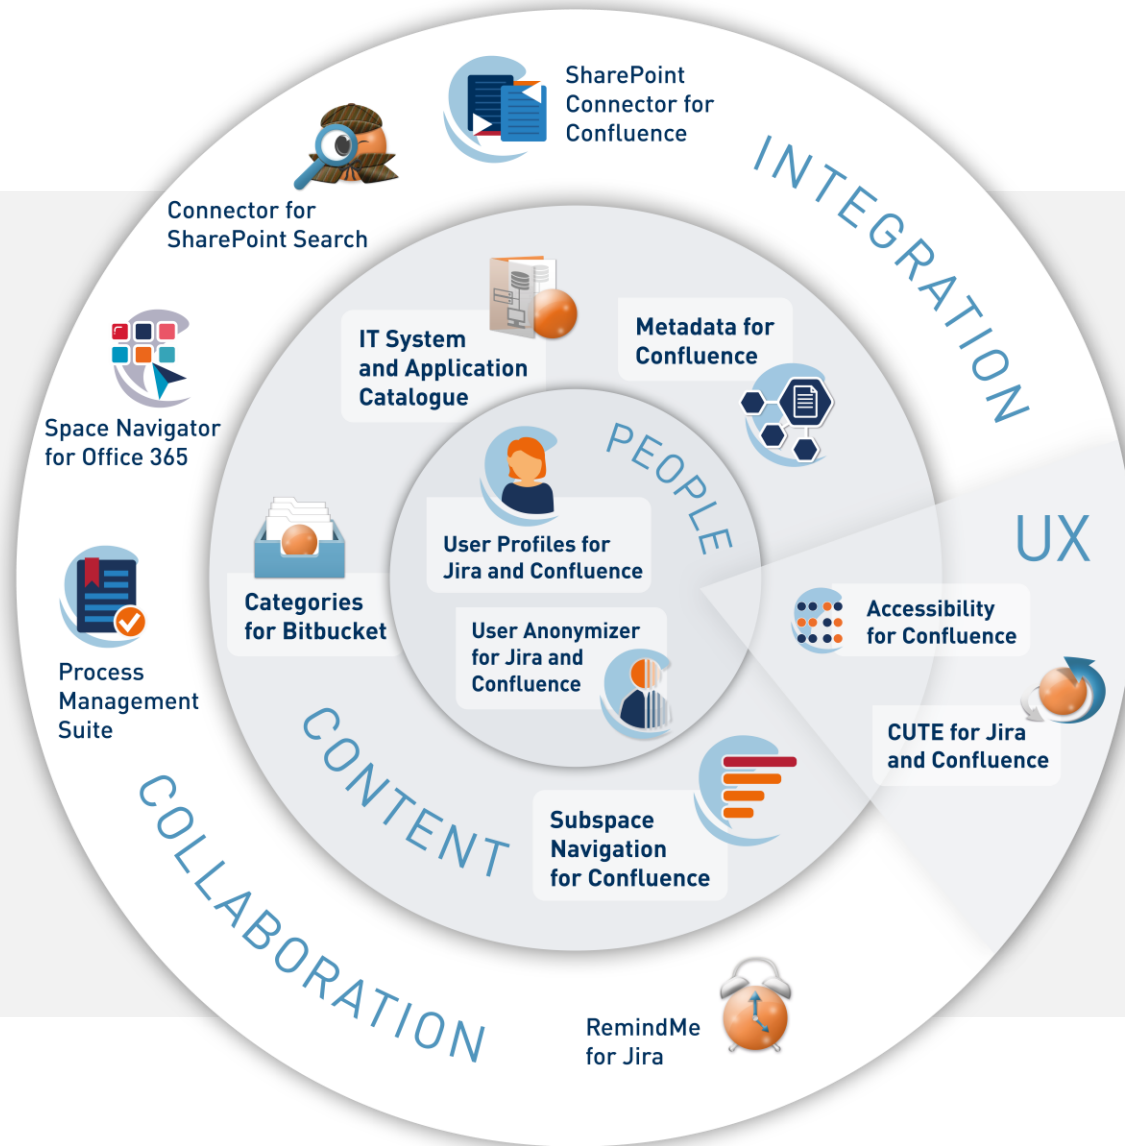 SharePoint
Connector for
Confluence
INTEGRATION
Connector for
SharePoint Search
IT System
and Application
Catalogue
Metadata for
Confluence
Space Navigator
for Office 365
PEOPLE
User Profiles for
Jira and Confluence
UX
Categories
for Bitbucket
User Anonymizer
for Jira and
Confluence
Accessibility
for Confluence
Process
Management
Suite
CUTE for Jira
and Confluence
CONTENT
Subspace
Navigation
for Confluence
COLLABORATION
RemindMe
for Jira